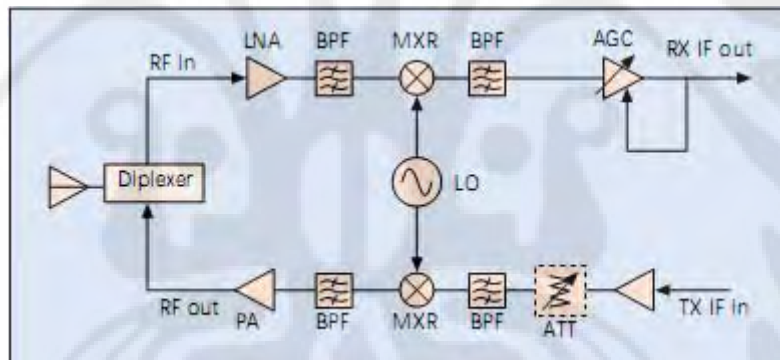 LNA BPF MXR BPF AGC
RF In
RX IF out
Diplexer
LO
RF out
PA BPF MXR BPF ATT
TX IF In